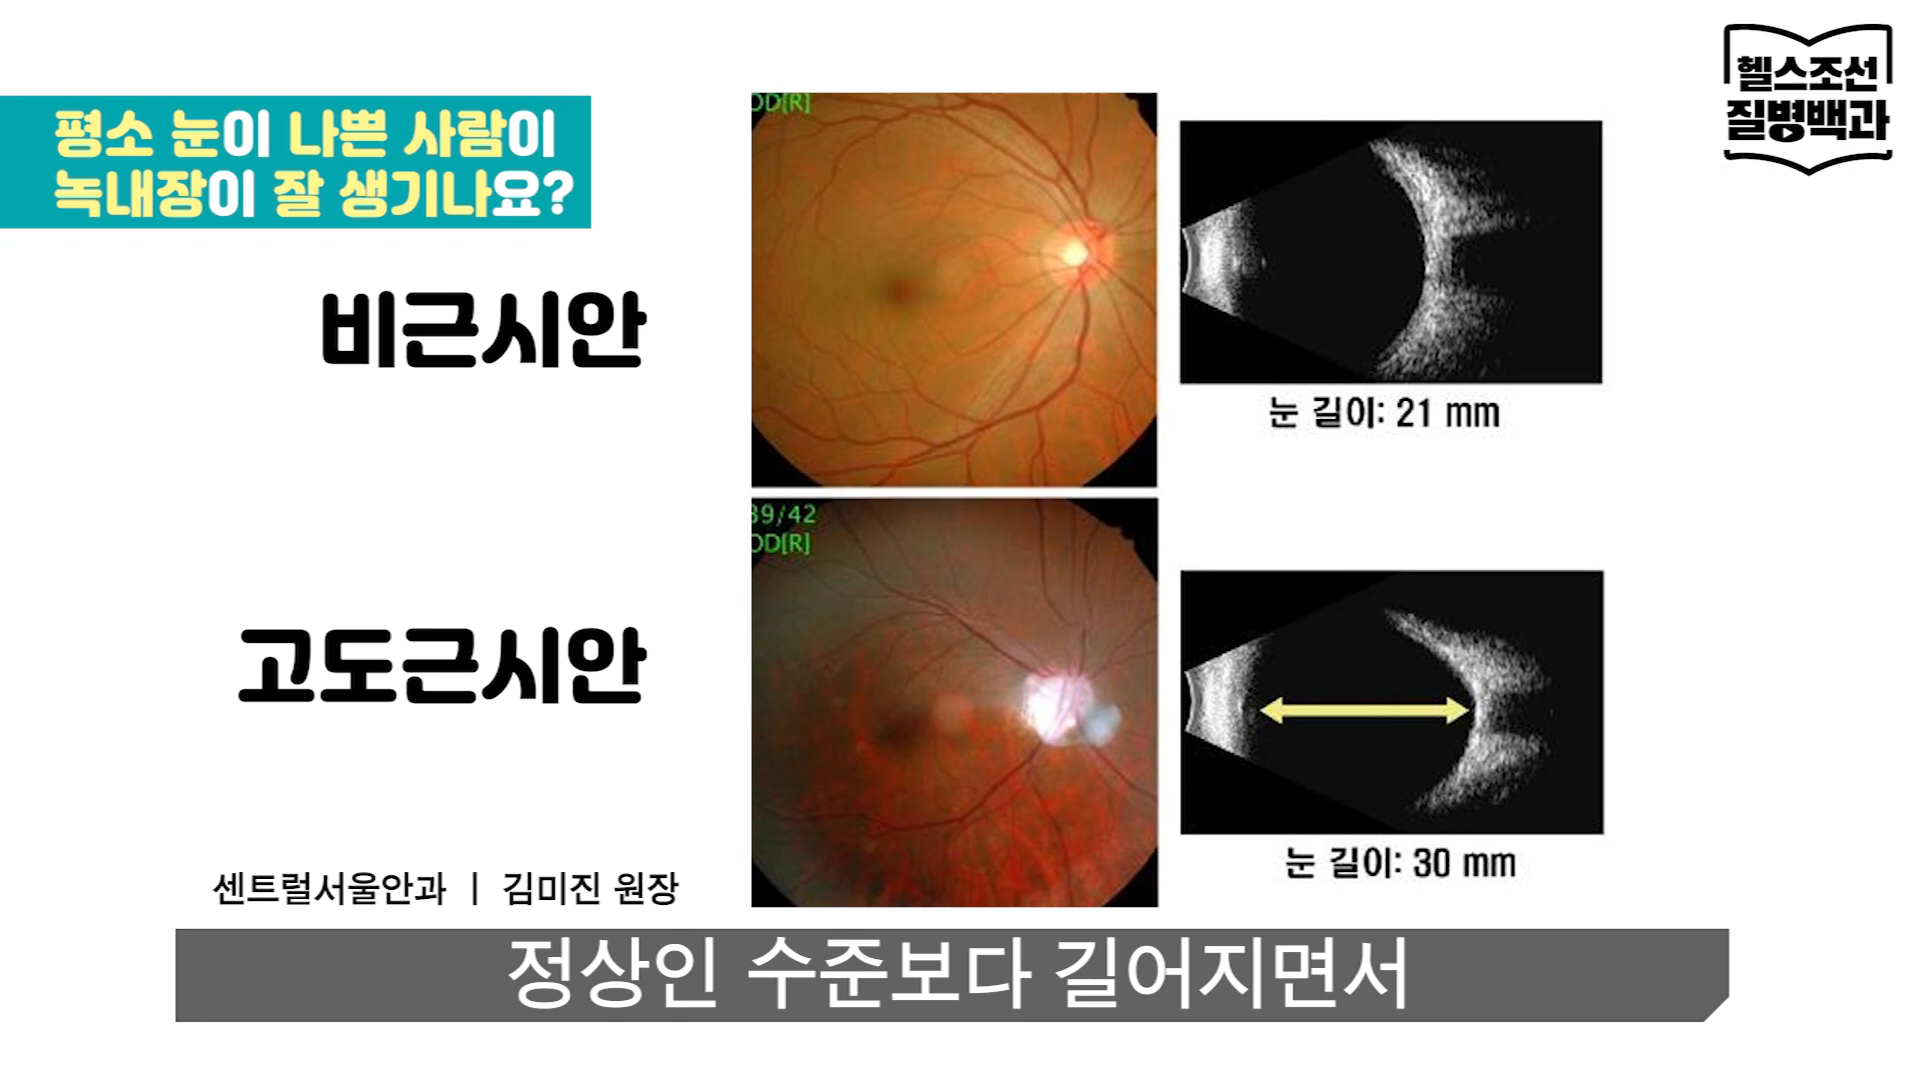 평소 눈이 나쁜 사람이
녹내장이 잘 생기나요?
헬스조선
질병백과
비근시안
OD[R]
눈 길이: 21 mm
고도근시안
39/42
OD[R]
눈 길이: 30 mm
센트럴서울안과 | 김미진 원장
정상인 수준보다 길어지면서